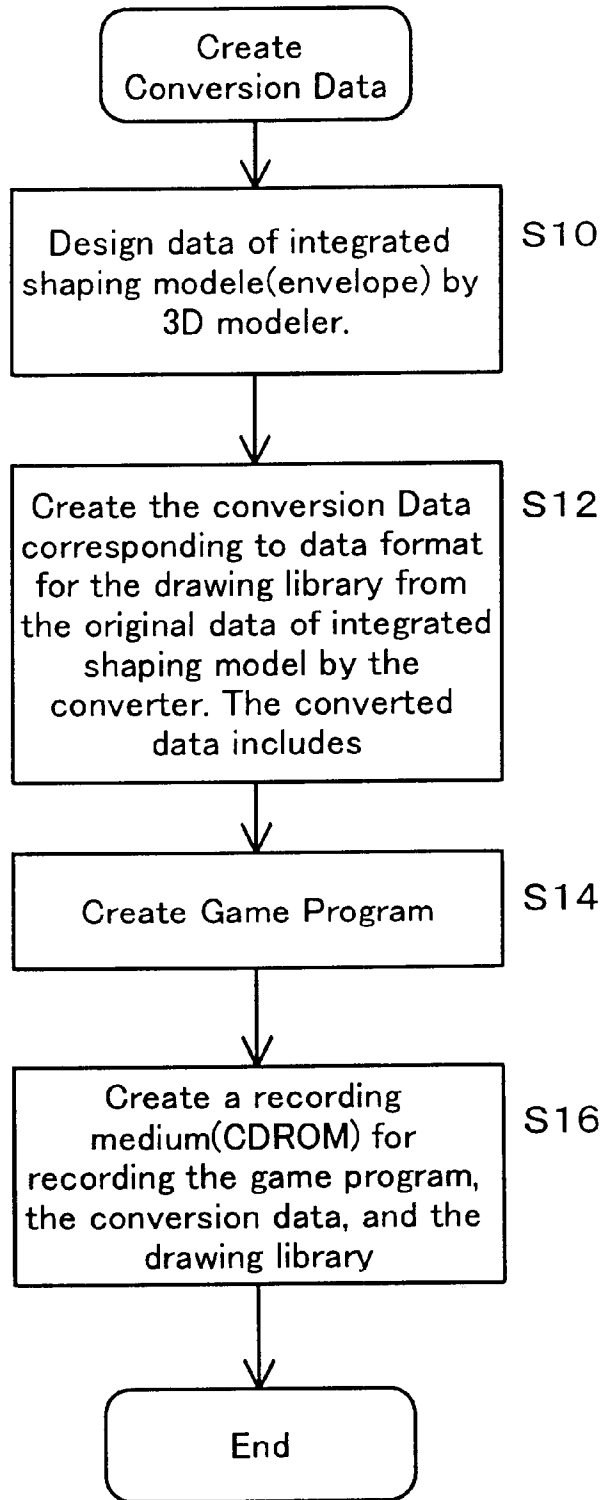 Create
Conversion Data
Design data of integrated
shaping modele(envelope) by
3D modeler.
S10
Create the conversion Data
corresponding to data format
for the drawing library from
the original data of integrated
shaping model by the
converter. The converted
data includes
S12
Create Game Program
S14
Create a recording
medium(CDROM) for
recording the game program,
the conversion data, and the
drawing library
S16
End